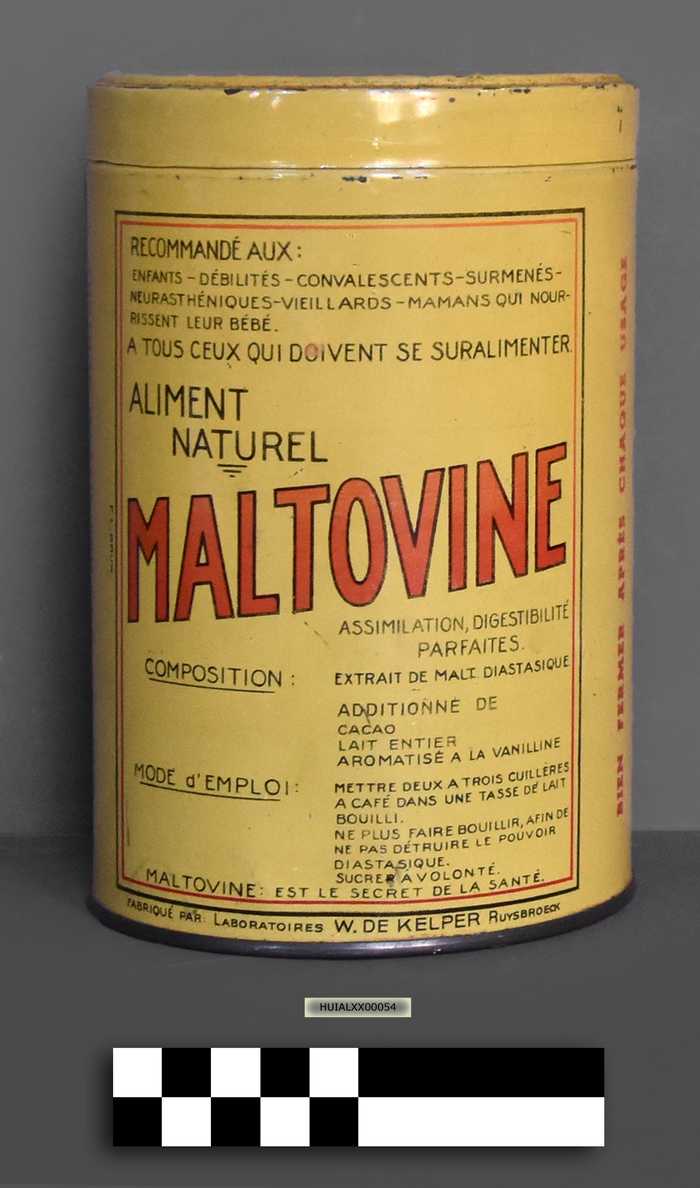 RECOMMANDÉ AUX :
ENFANTS - DÉBILITÉS - CONVALESCENTS - SURMENÉS -
NEURASTHÉNIQUES - VIEILLARDS - MAMANS QUI NOUR-
RISSENT LEUR BÉBÉ.
A TOUS CEUX QUI DOIVENT SE SURALIMENTER.
ALIMENT
NATUREL
MALTOVINE
ASSIMILATION, DIGESTIBILITÉ
PARFAITES.
COMPOSITION : EXTRAIT DE MALT DIASTASIQUE
ADDITIONNÉ DE
CACAO
LAIT ENTIER
AROMATISÉ A LA VANILLINE
MODE d'EMPLOI : METTRE DEUX A TROIS CUILLÈRES
A CAFÉ DANS UNE TASSE DE LAIT
BOUILLI.
NE PLUS FAIRE BOUILLIR, AFIN DE
NE PAS DÉTRUIRE LE POUVOIR
DIASTASIQUE.
SUCRER A VOLONTÉ.
MALTOVINE : EST LE SECRET DE LA SANTÉ.
FABRIQUÉ PAR : LABORATOIRES W. DE KELPER RUYSBROECK
BIEN FERMER APRÈS CHAQUE USAGE
HUIALXX00054